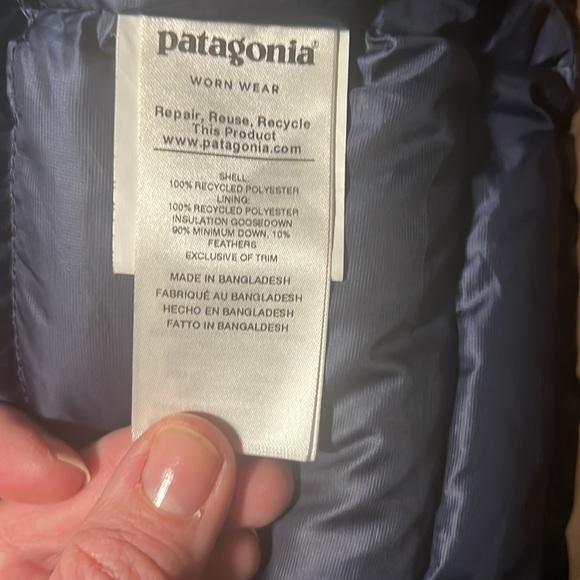 patagonia®
WORN WEAR
Repair, Reuse, Recycle
This Product
www.patagonia.com
SHELL:
100% RECYCLED POLYESTER
LINING:
100% RECYCLED POLYESTER
INSULATION GOOSEDOWN
90% MINIMUM DOWN, 10%
FEATHERS
EXCLUSIVE OF TRIM
MADE IN BANGLADESH
FABRIQUÉ AU BANGLADESH
HECHO EN BANGLADESH
FATTO IN BANGALDESH